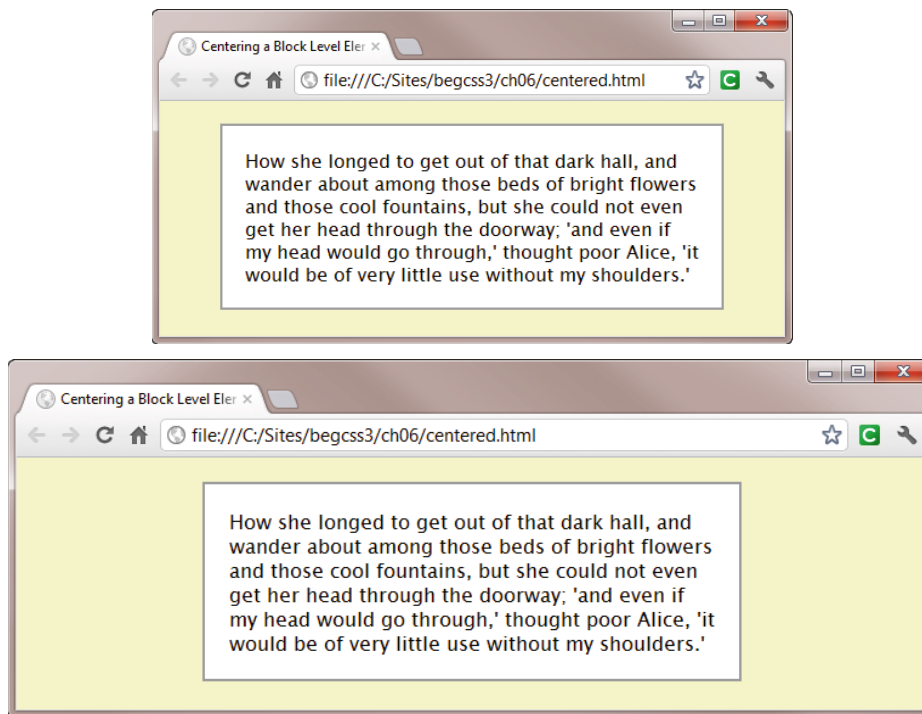 Centering a Block Level Eler ×
file:///C:/Sites/begcss3/ch06/centered.html
C
How she longed to get out of that dark hall, and
wander about among those beds of bright flowers
and those cool fountains, but she could not even
get her head through the doorway; 'and even if
my head would go through,' thought poor Alice, 'it
would be of very little use without my shoulders.'
Centering a Block Level Eler ×
file:///C:/Sites/begcss3/ch06/centered.html
C
How she longed to get out of that dark hall, and
wander about among those beds of bright flowers
and those cool fountains, but she could not even
get her head through the doorway; 'and even if
my head would go through,' thought poor Alice, 'it
would be of very little use without my shoulders.'